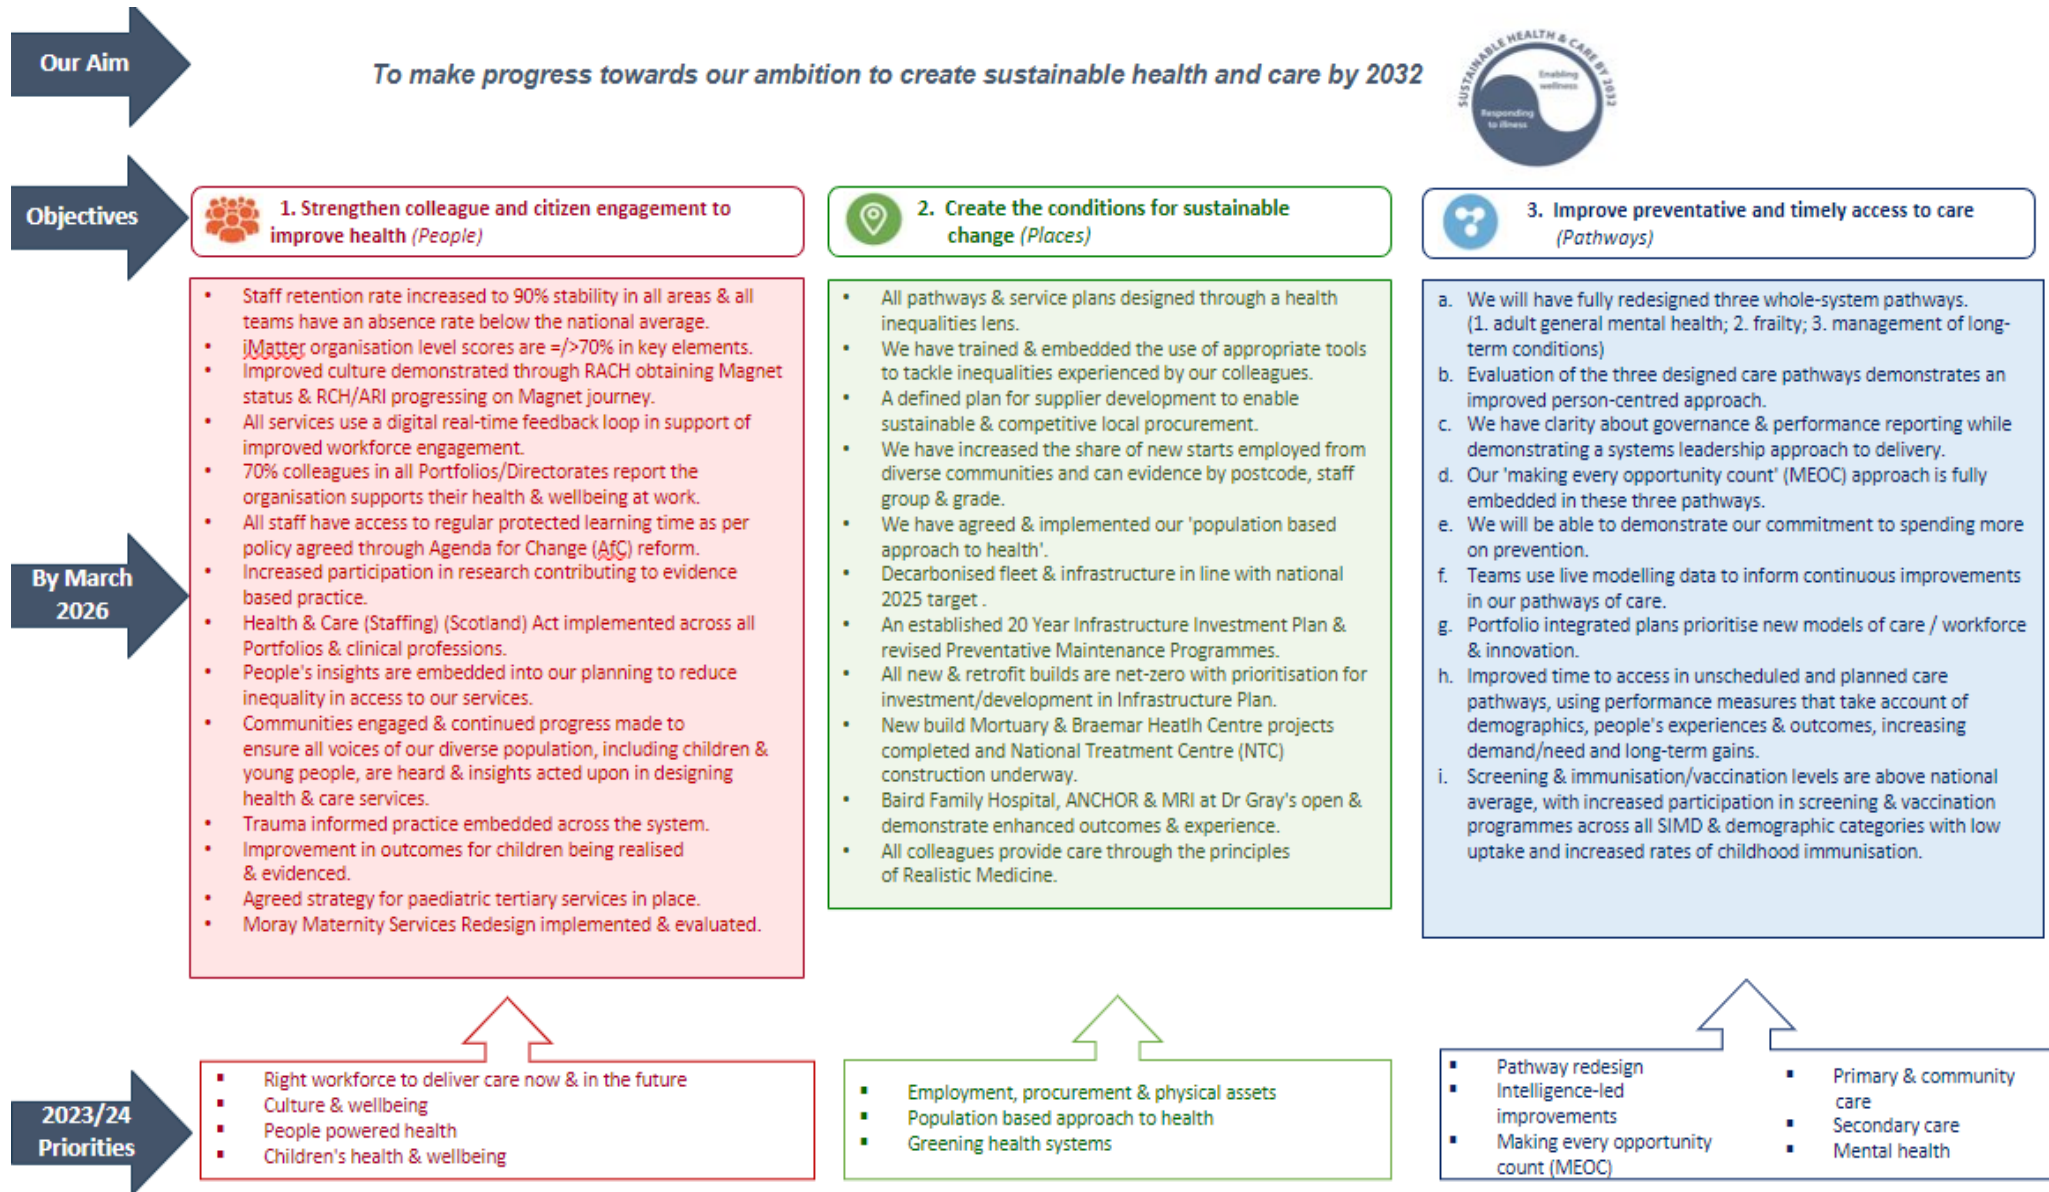 Our Aim
To make progress towards our ambition to create sustainable health and care by 2032
SUSTAINABLE HEALTH & CARE BY 2032
Enabling
wellness
Responding
to illness
Objectives
1. Strengthen colleague and citizen engagement to
improve health (People)
2. Create the conditions for sustainable
change (Places)
3. Improve preventative and timely access to care
(Pathways)
By March
2026
• Staff retention rate increased to 90% stability in all areas & all
teams have an absence rate below the national average.
• iMatter organisation level scores are =/>70% in key elements.
• Improved culture demonstrated through RACH obtaining Magnet
status & RCH/ARI progressing on Magnet journey.
• All services use a digital real-time feedback loop in support of
improved workforce engagement.
• 70% colleagues in all Portfolios/Directorates report the
organisation supports their health & wellbeing at work.
• All staff have access to regular protected learning time as per
policy agreed through Agenda for Change (AfC) reform.
• Increased participation in research contributing to evidence
based practice.
• Health & Care (Staffing) (Scotland) Act implemented across all
Portfolios & clinical professions.
• People's insights are embedded into our planning to reduce
inequality in access to our services.
• Communities engaged & continued progress made to
ensure all voices of our diverse population, including children &
young people, are heard & insights acted upon in designing
health & care services.
• Trauma informed practice embedded across the system.
• Improvement in outcomes for children being realised
& evidenced.
• Agreed strategy for paediatric tertiary services in place.
• Moray Maternity Services Redesign implemented & evaluated.
• All pathways & service plans designed through a health
inequalities lens.
• We have trained & embedded the use of appropriate tools
to tackle inequalities experienced by our colleagues.
• A defined plan for supplier development to enable
sustainable & competitive local procurement.
• We have increased the share of new starts employed from
diverse communities and can evidence by postcode, staff
group & grade.
• We have agreed & implemented our 'population based
approach to health'.
• Decarbonised fleet & infrastructure in line with national
2025 target .
• An established 20 Year Infrastructure Investment Plan &
revised Preventative Maintenance Programmes.
• All new & retrofit builds are net-zero with prioritisation for
investment/development in Infrastructure Plan.
• New build Mortuary & Braemar Heatlh Centre projects
completed and National Treatment Centre (NTC)
construction underway.
• Baird Family Hospital, ANCHOR & MRI at Dr Gray's open &
demonstrate enhanced outcomes & experience.
• All colleagues provide care through the principles
of Realistic Medicine.
a. We will have fully redesigned three whole-system pathways.
(1. adult general mental health; 2. frailty; 3. management of long-
term conditions)
b. Evaluation of the three designed care pathways demonstrates an
improved person-centred approach.
c. We have clarity about governance & performance reporting while
demonstrating a systems leadership approach to delivery.
d. Our 'making every opportunity count' (MEOC) approach is fully
embedded in these three pathways.
e. We will be able to demonstrate our commitment to spending more
on prevention.
f. Teams use live modelling data to inform continuous improvements
in our pathways of care.
g. Portfolio integrated plans prioritise new models of care / workforce
& innovation.
h. Improved time to access in unscheduled and planned care
pathways, using performance measures that take account of
demographics, people's experiences & outcomes, increasing
demand/need and long-term gains.
i. Screening & immunisation/vaccination levels are above national
average, with increased participation in screening & vaccination
programmes across all SIMD & demographic categories with low
uptake and increased rates of childhood immunisation.
2023/24
Priorities
▪ Right workforce to deliver care now & in the future
▪ Culture & wellbeing
▪ People powered health
▪ Children's health & wellbeing
▪ Employment, procurement & physical assets
▪ Population based approach to health
▪ Greening health systems
▪ Pathway redesign
▪ Intelligence-led
improvements
▪ Making every opportunity
count (MEOC)
▪ Primary & community
care
▪ Secondary care
▪ Mental health